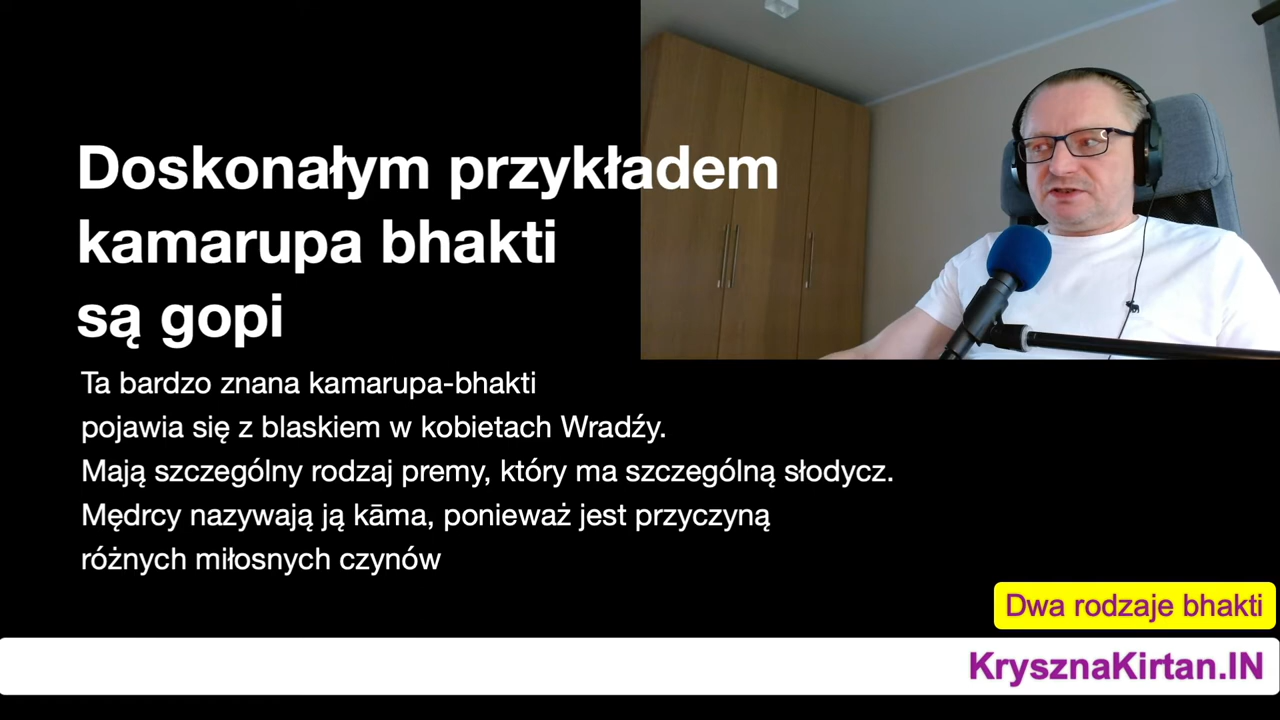 Doskonałym przykładem
kamarupa bhakti
są gopi
Ta bardzo znana kamarupa-bhakti
pojawia się z blaskiem w kobietach Wradźy.
Mają szczególny rodzaj premy, który ma szczególną słodycz.
Mędrcy nazywają ją kāma, ponieważ jest przyczyną
różnych miłosnych czynów
Dwa rodzaje bhakti
KrysznaKirtan.IN